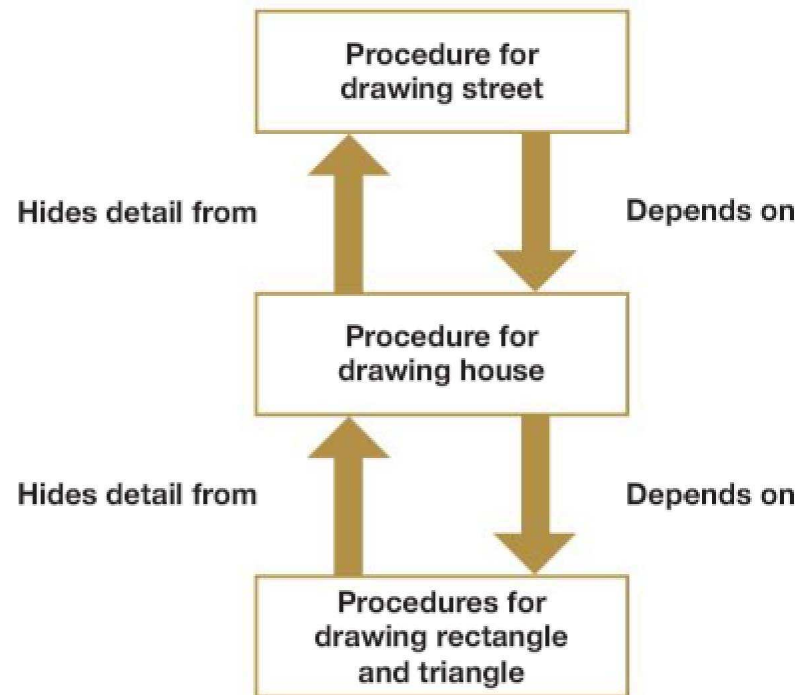 Procedure for
drawing street
Hides detail from
Depends on
Procedure for
drawing house
Hides detail from
Depends on
Procedures for
drawing rectangle
and triangle